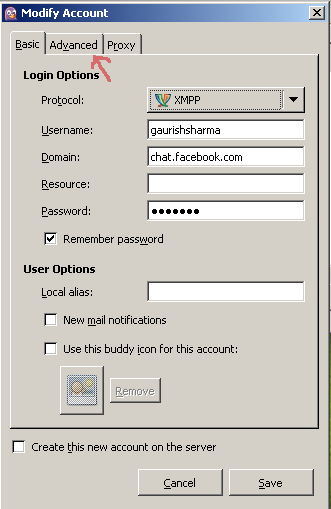 Modify Account
Basic Advanced Proxy
Login Options
Protocol: XMPP
Username: gaurishsharma
Domain: chat.facebook.com
Resource:
Password: ●●●●●●●
Remember password
User Options
Local alias:
New mail notifications
Use this buddy icon for this account:
Remove
Create this new account on the server
Cancel Save